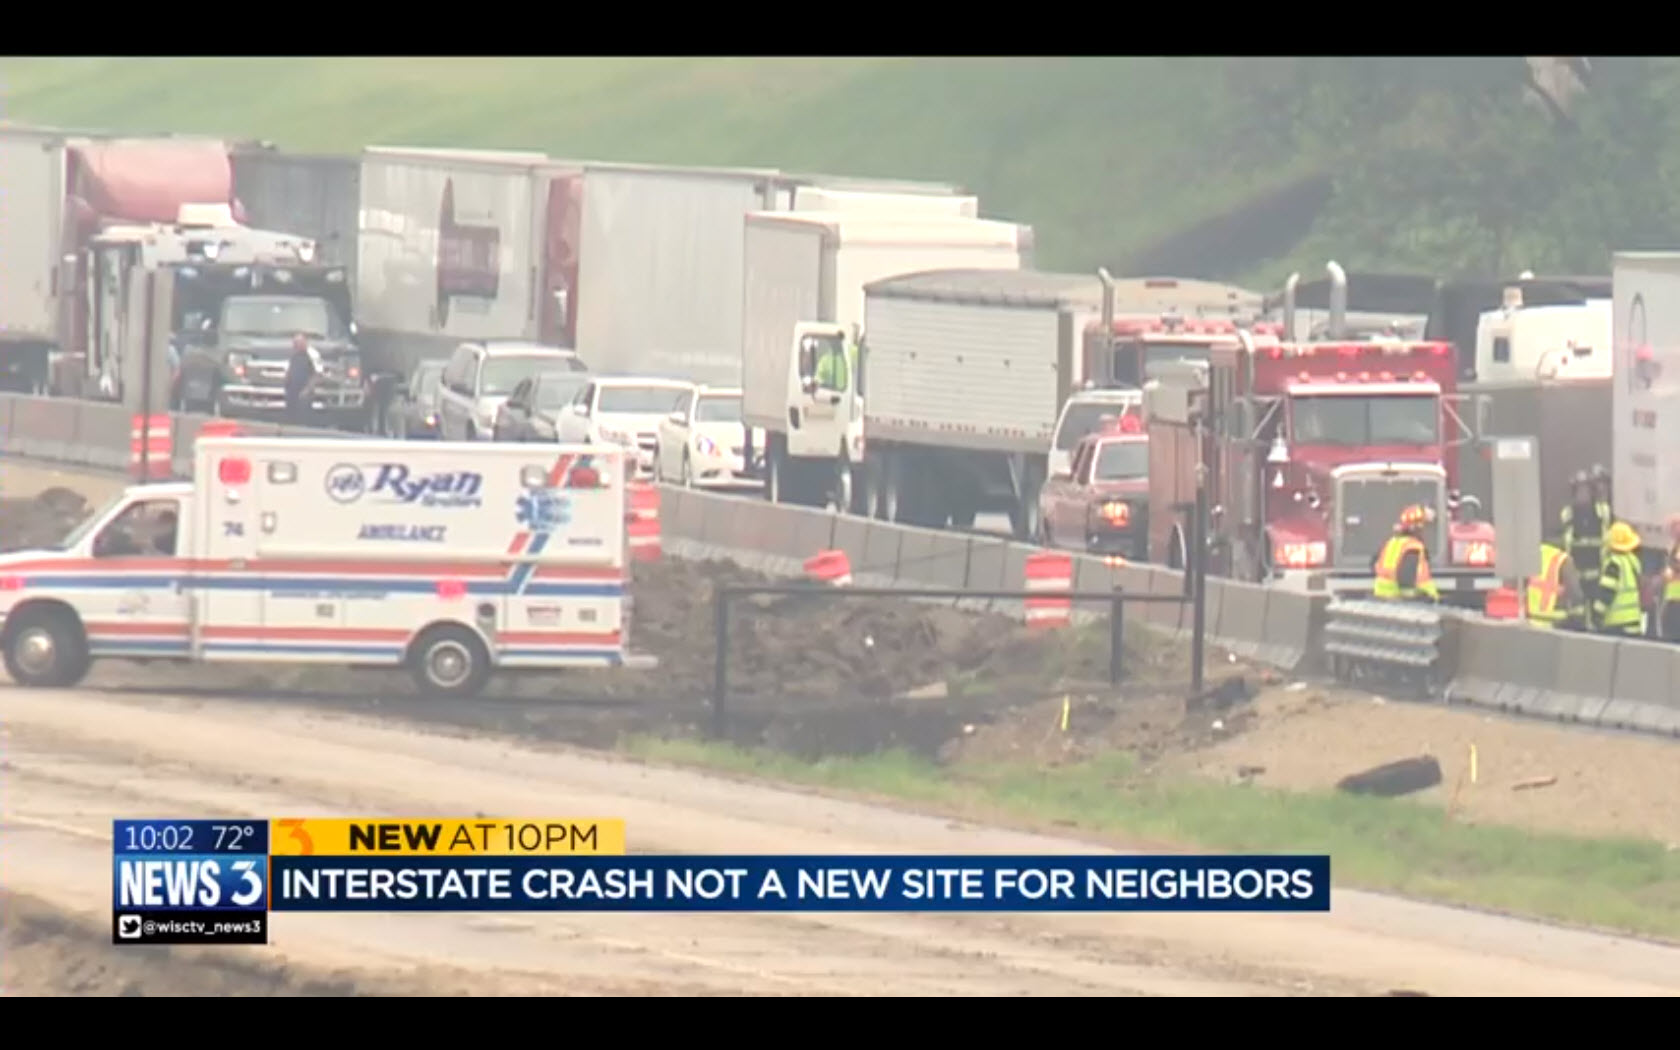 Ryan
AMBULANCE
74
10:02 72°
3 NEW AT 10PM
NEWS 3
INTERSTATE CRASH NOT A NEW SITE FOR NEIGHBORS
@wisctv_news3